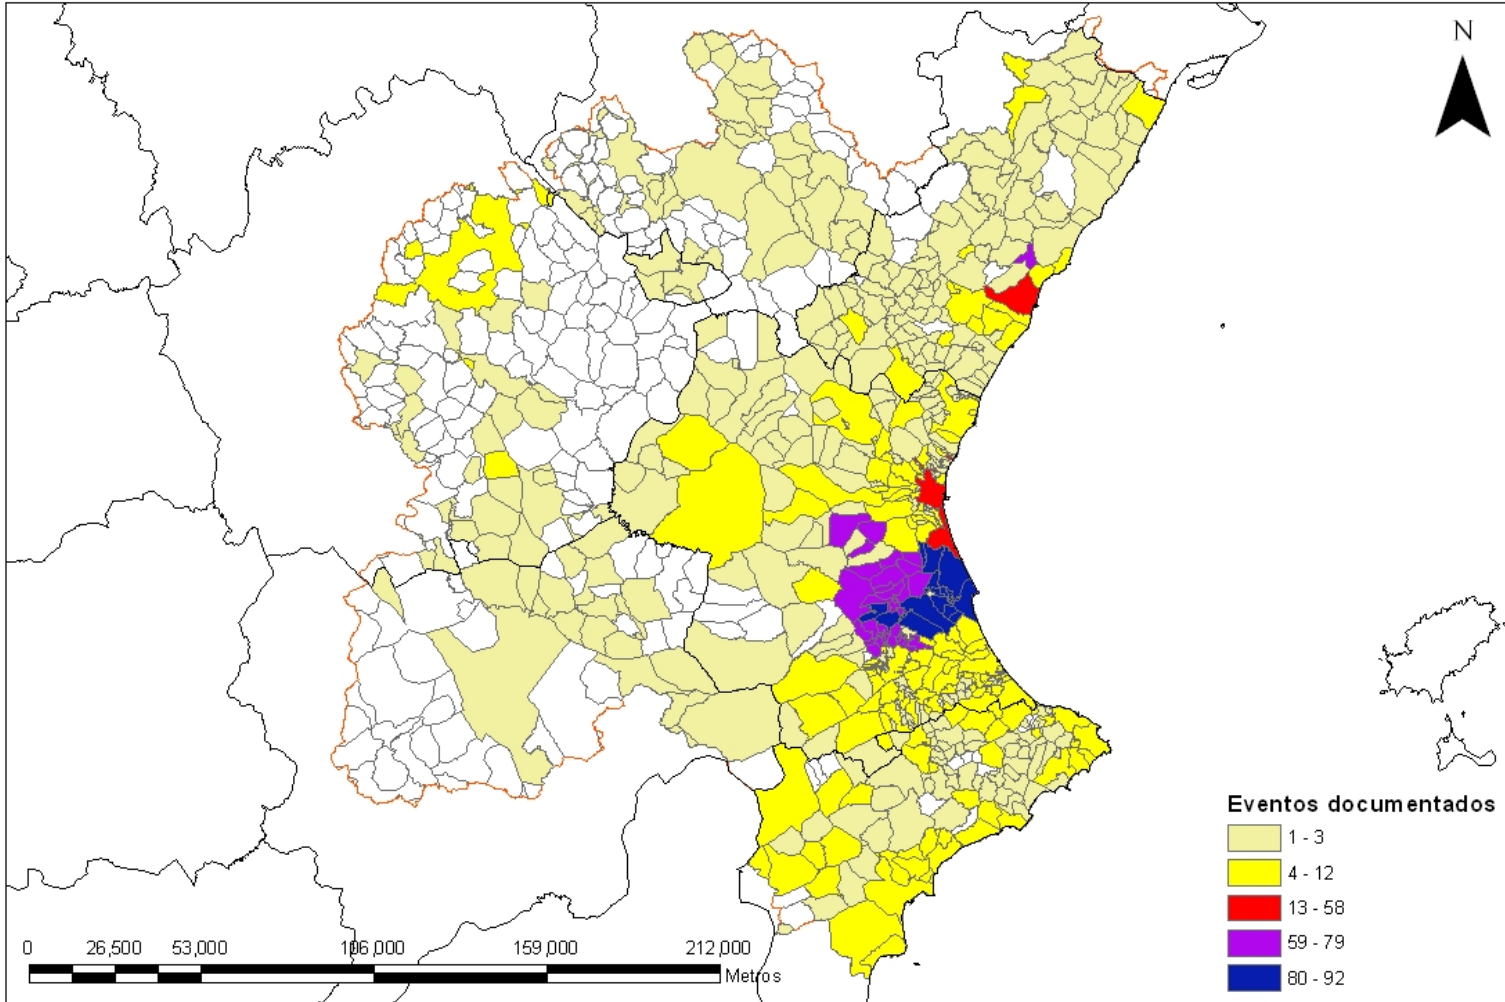 N
Eventos documentados
1 - 3
4 - 12
13 - 58
59 - 79
80 - 92
0 26,500 53,000 106,000 159,000 212,000
Metros